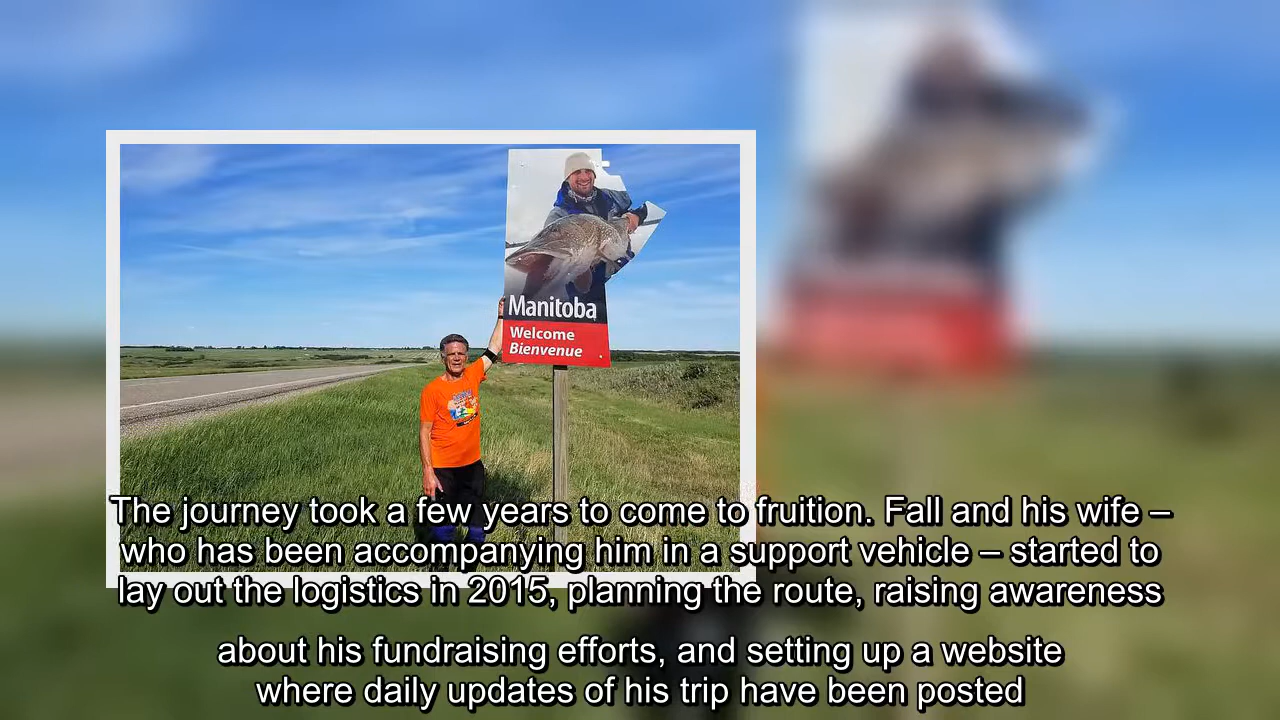 Manitoba
Welcome
Bienvenue
The journey took a few years to come to fruition. Fall and his wife –
who has been accompanying him in a support vehicle – started to
lay out the logistics in 2015, planning the route, raising awareness
about his fundraising efforts, and setting up a website
where daily updates of his trip have been posted